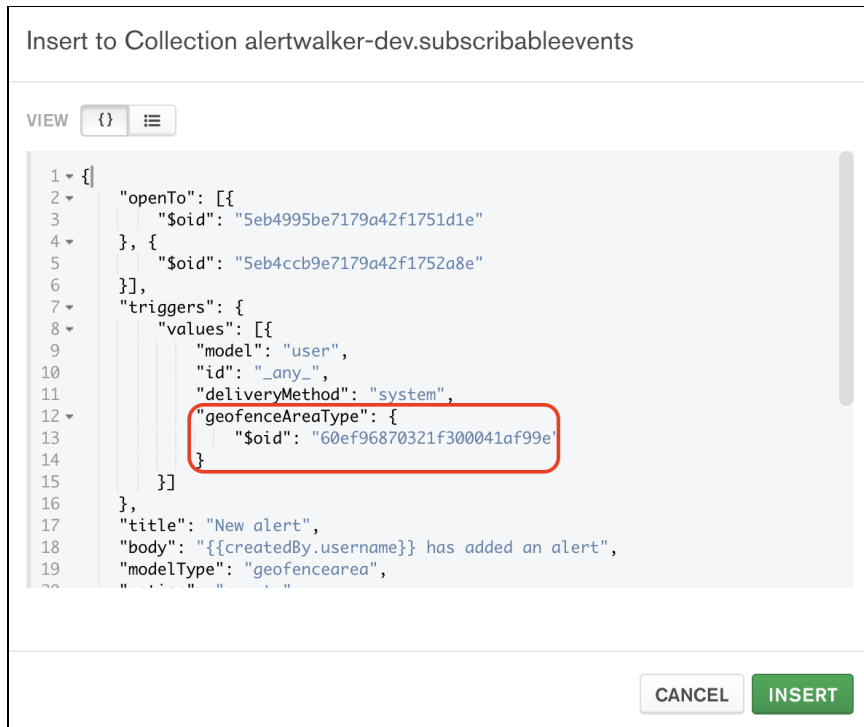 Insert to Collection alertwalker-dev.subscribableevents
VIEW {}
1 {
2 "openTo": [{
3 "$oid": "5eb4995be7179a42f1751d1e"
4 }, {
5 "$oid": "5eb4ccb9e7179a42f1752a8e"
6 }],
7 "triggers": {
8 "values": [{
9 "model": "user",
10 "id": "_any_",
11 "deliveryMethod": "system",
12 "geofenceAreaType": {
13 "$oid": "60ef96870321f300041af99e"
14 }
15 }]
16 },
17 "title": "New alert",
18 "body": "{{createdBy.username}} has added an alert",
19 "modelType": "geofencearea",
CANCEL INSERT